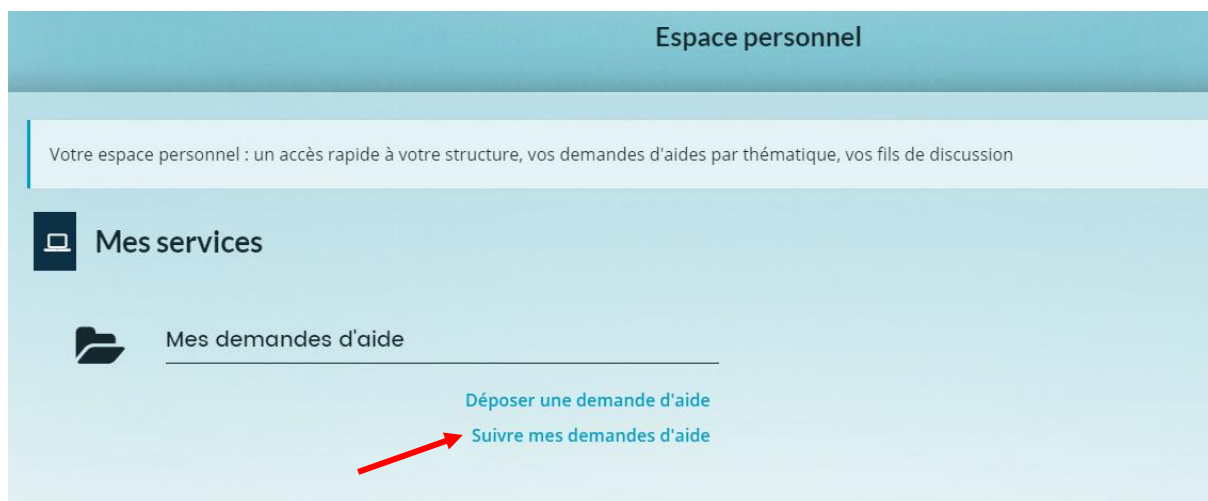 Espace personnel
Votre espace personnel : un accès rapide à votre structure, vos demandes d'aides par thématique, vos fils de discussion
Mes services
Mes demandes d'aide
Déposer une demande d'aide
Suivre mes demandes d'aide